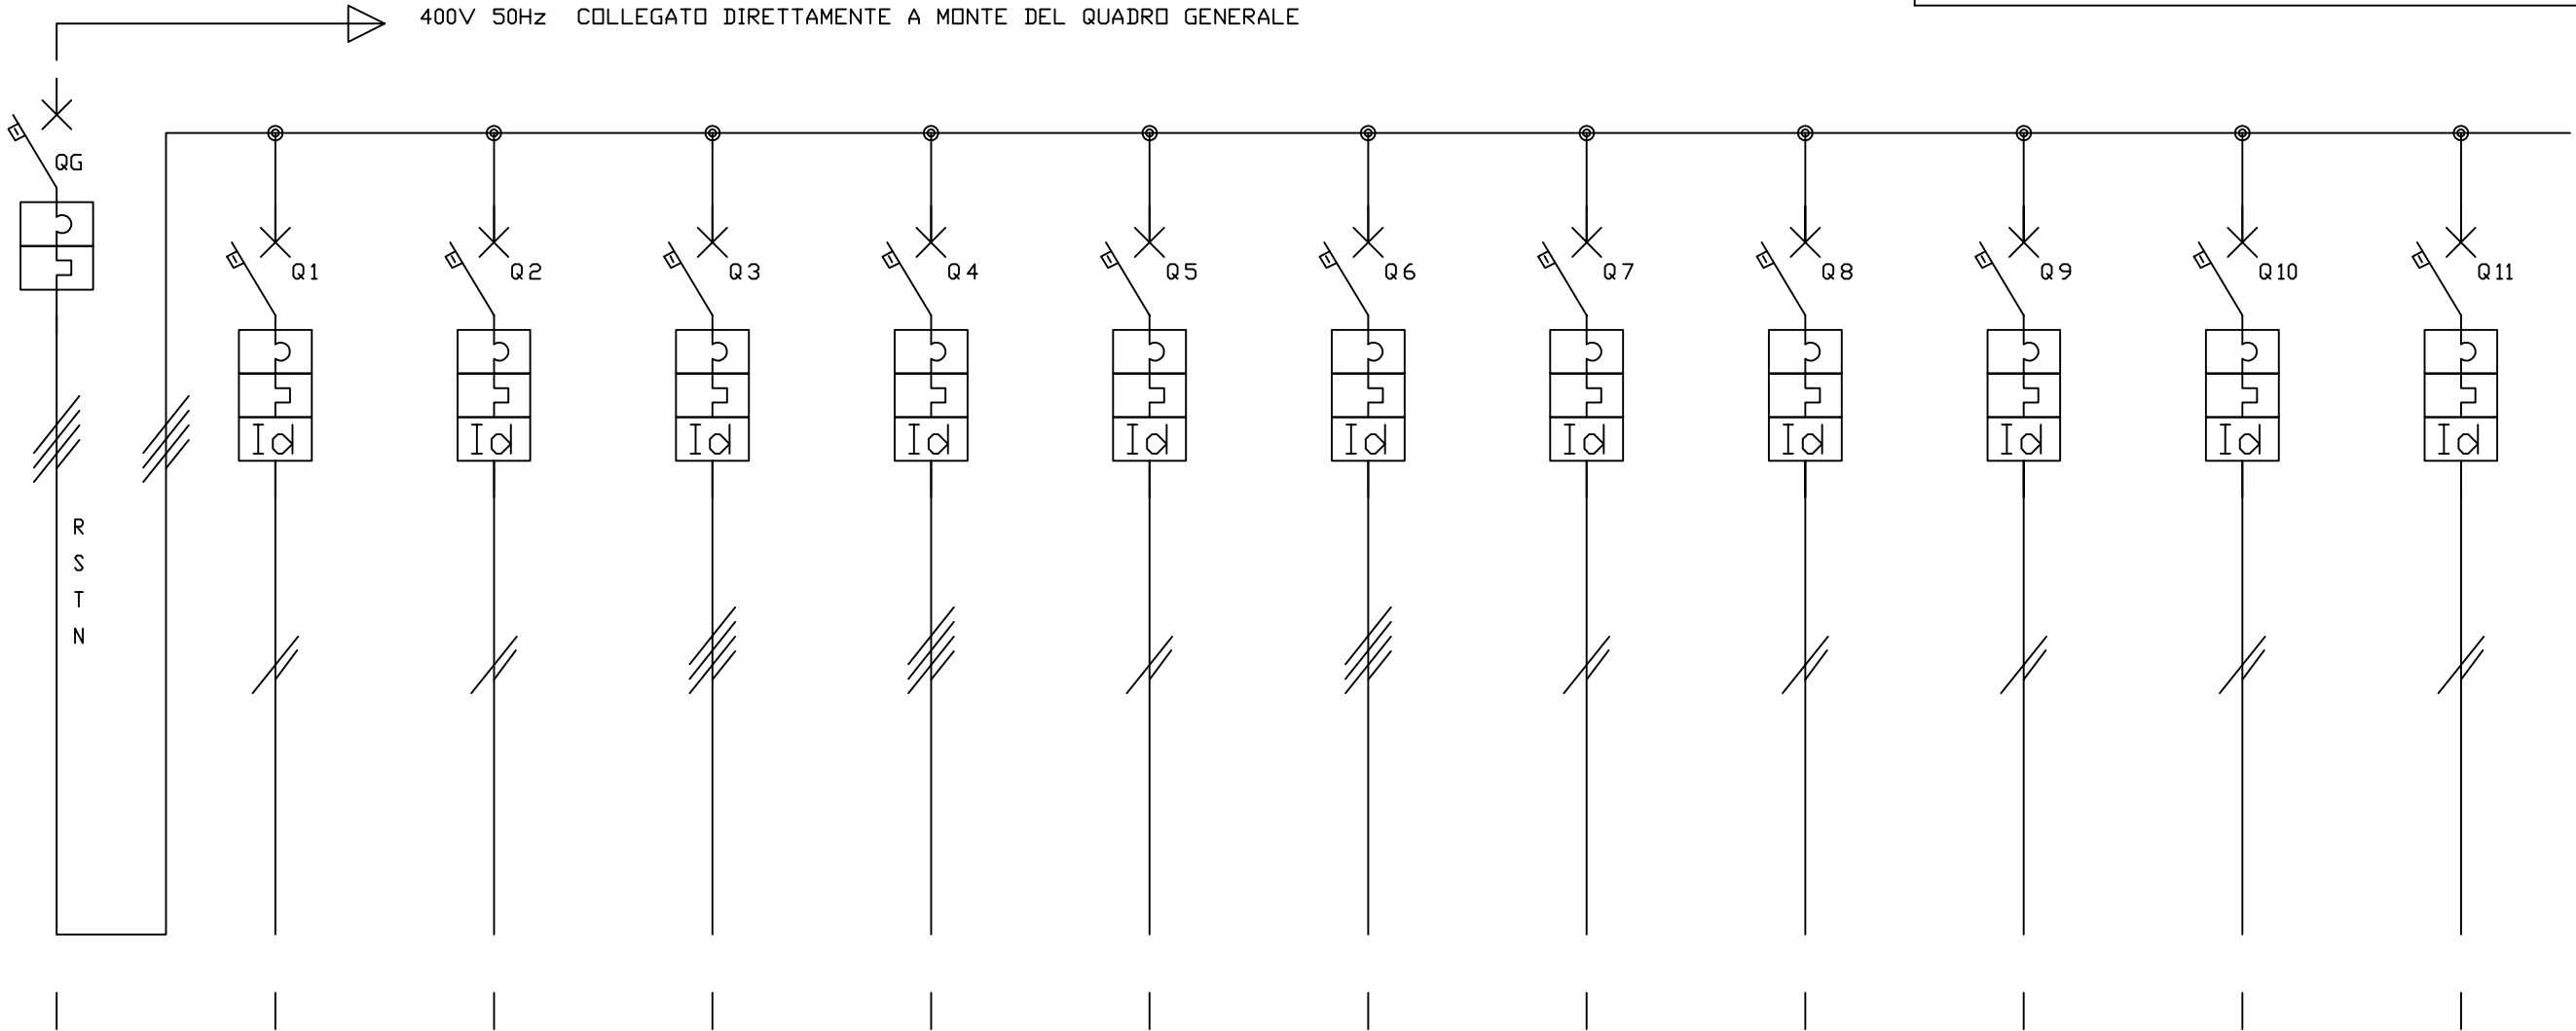 400V 50Hz COLLEGATO DIRETTAMENTE A MONTE DEL QUADRO GENERALE
QG
Q1 Q2 Q3 Q4 Q5 Q6 Q7 Q8 Q9 Q10 Q11
Id Id Id Id Id Id Id Id Id Id Id
R
S
T
N